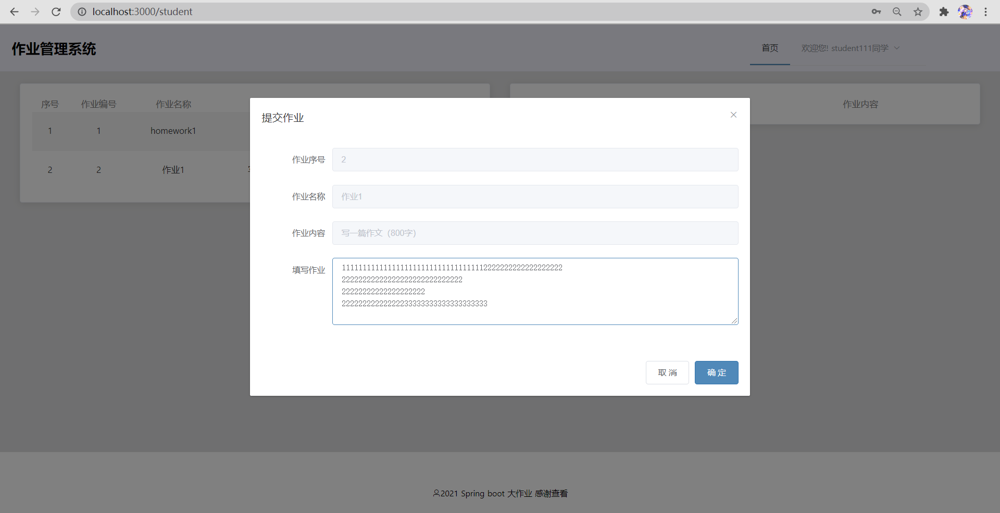 localhost:3000/student
作业管理系统
首页
欢迎您! student111同学
序号 作业编号 作业名称
作业内容
1 1 homework1
2 2 作业1
提交作业
作业序号 2
作业名称 作业1
作业内容 写一篇作文（800字）
填写作业
11111111111111111111111111111111112222222222222222222
22222222222222222222222222222
22222222222222222222
22222222222222233333333333333333333
取 消
确 定
2021 Spring boot 大作业 感谢查看